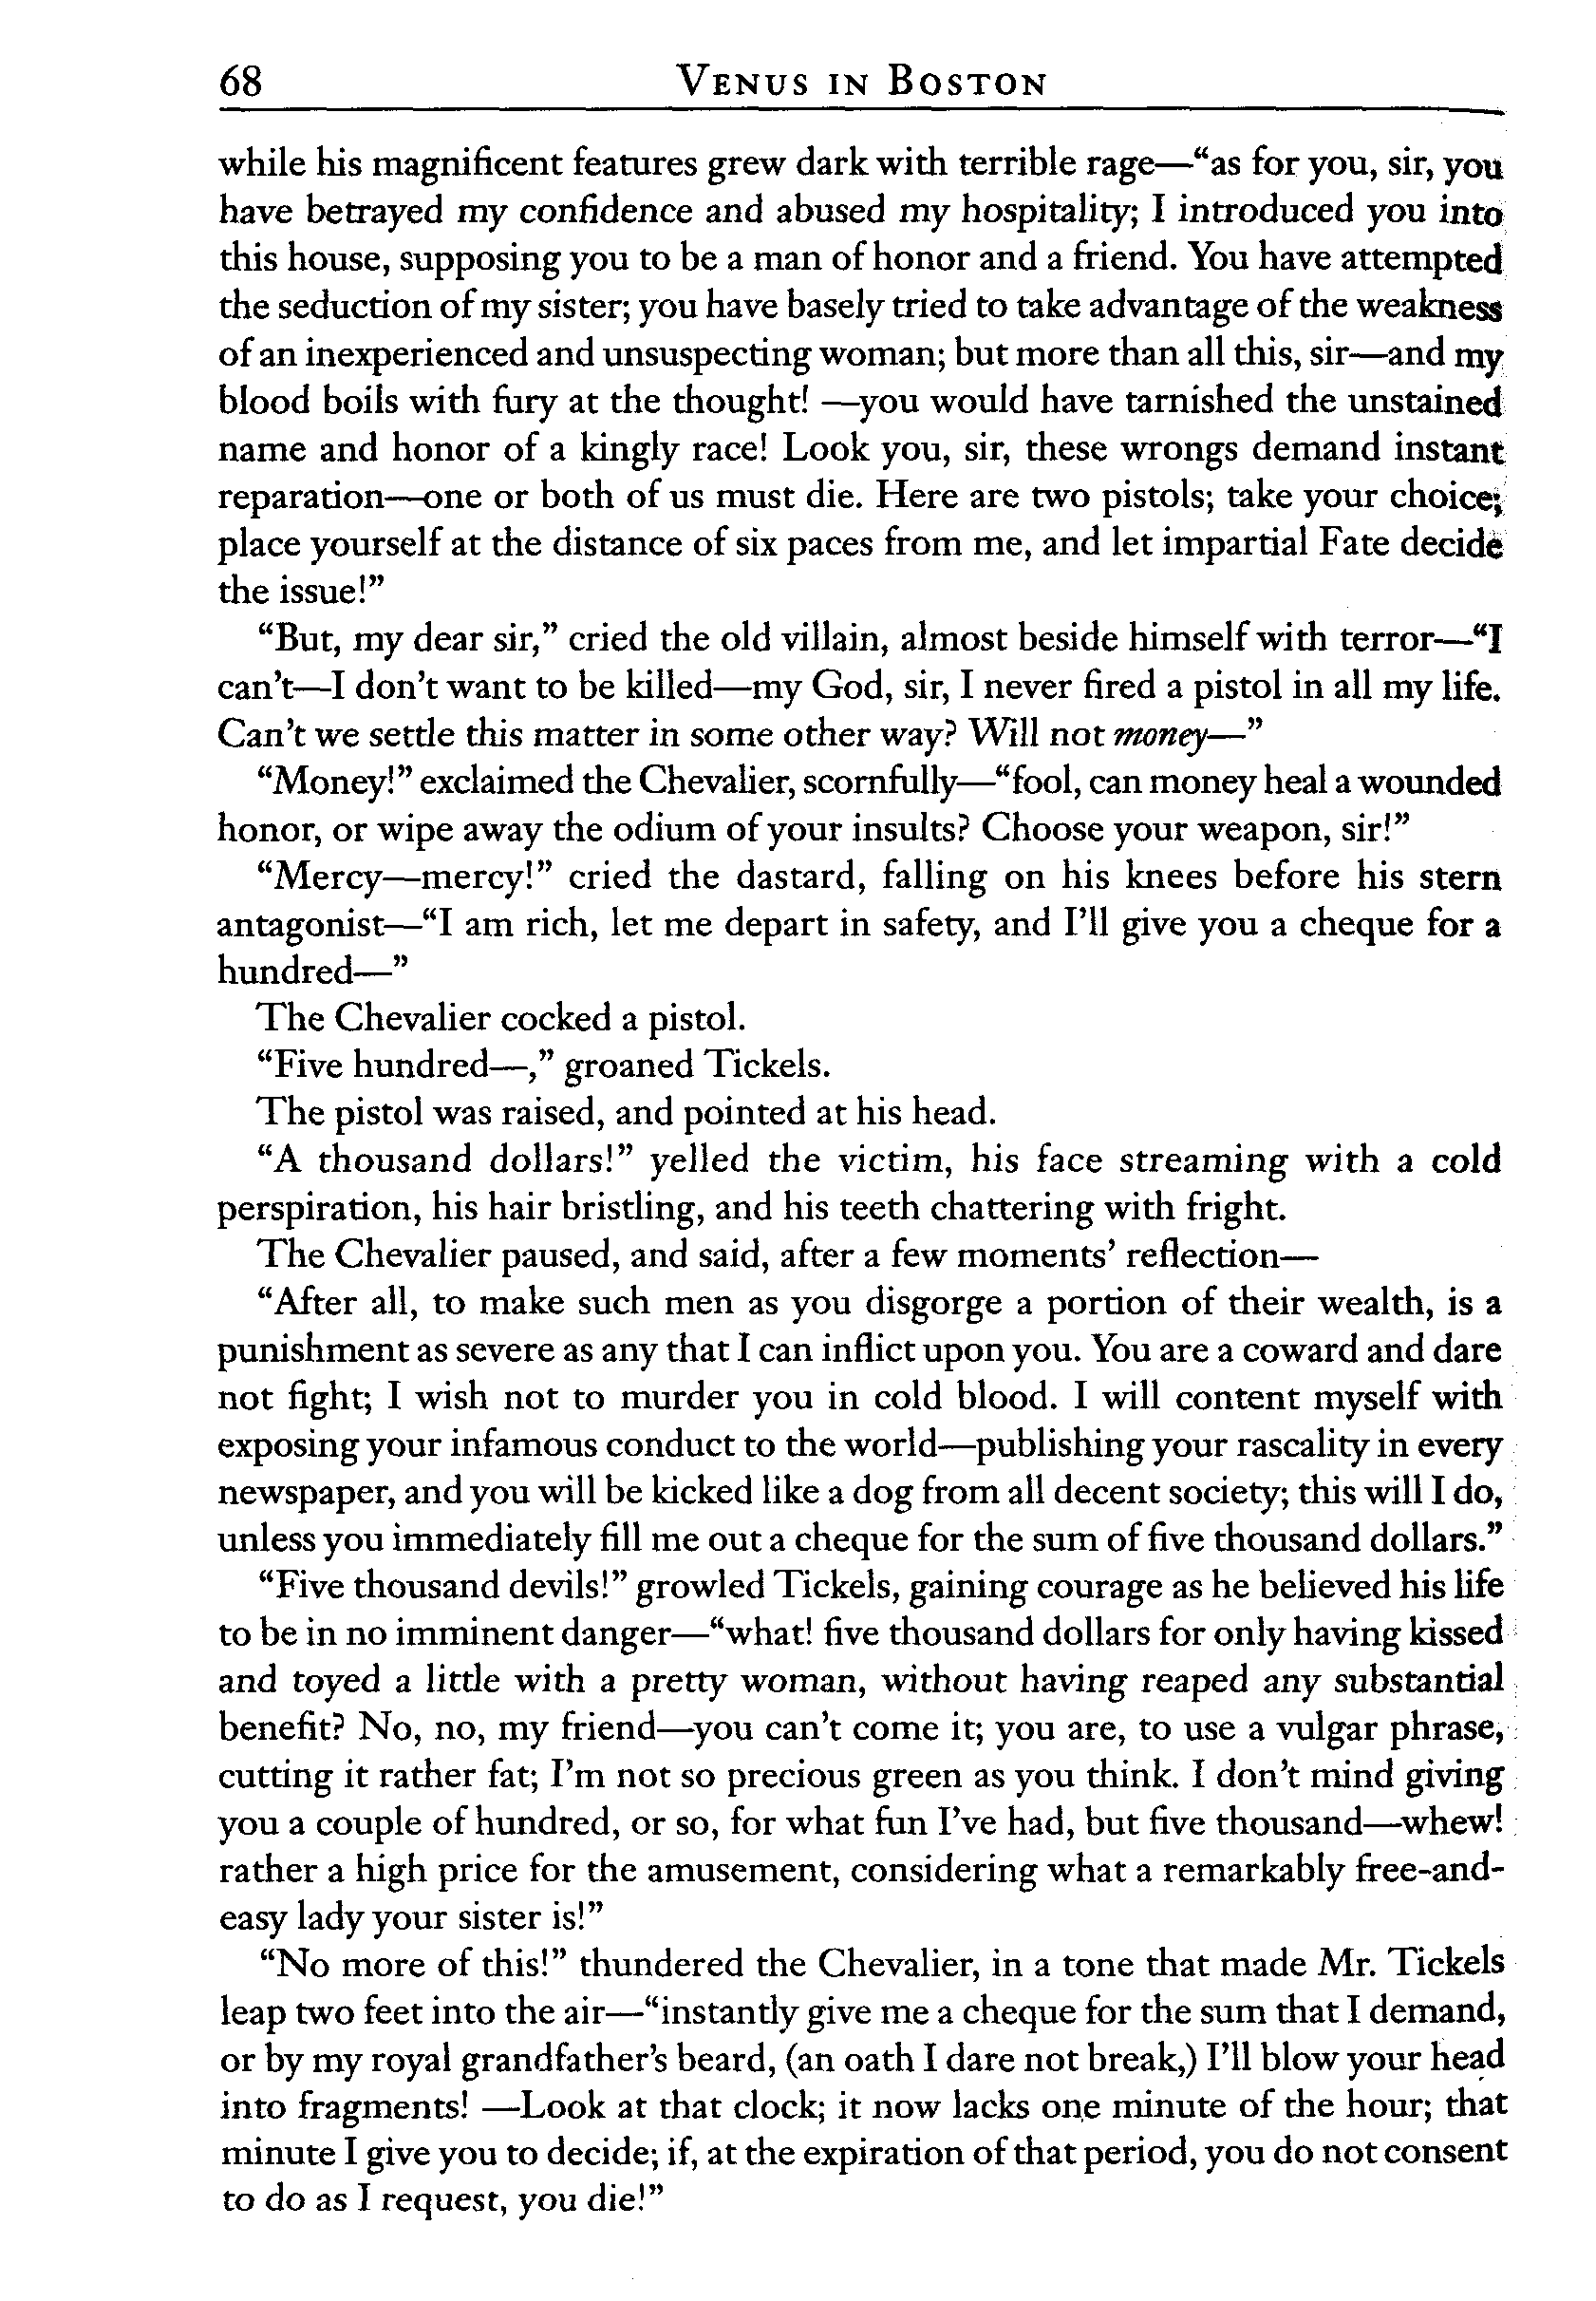 68 VENUS IN BOSTON
while his magnificent features grew dark with terrible rage—“as for you, sir, you
have betrayed my confidence and abused my hospitality; I introduced you into
this house, supposing you to be a man of honor and a friend. You have attempted
the seduction of my sister; you have basely tried to take advantage of the weakness
of an inexperienced and unsuspecting woman; but more than all this, sir—and my
blood boils with fury at the thought! —you would have tarnished the unstained
name and honor of a kingly race! Look you, sir, these wrongs demand instant
reparation—one or both of us must die. Here are two pistols; take your choice;
place yourself at the distance of six paces from me, and let impartial Fate decide
the issue!”
“But, my dear sir,” cried the old villain, almost beside himself with terror—“I
can’t—I don’t want to be killed—my God, sir, I never fired a pistol in all my life.
Can’t we settle this matter in some other way? Will not money—”
“Money!” exclaimed the Chevalier, scornfully—“fool, can money heal a wounded
honor, or wipe away the odium of your insults? Choose your weapon, sir!”
“Mercy—mercy!” cried the dastard, falling on his knees before his stern
antagonist—“I am rich, let me depart in safety, and I’ll give you a cheque for a
hundred—”
The Chevalier cocked a pistol.
“Five hundred—,” groaned Tickels.
The pistol was raised, and pointed at his head.
“A thousand dollars!” yelled the victim, his face streaming with a cold
perspiration, his hair bristling, and his teeth chattering with fright.
The Chevalier paused, and said, after a few moments’ reflection—
“After all, to make such men as you disgorge a portion of their wealth, is a
punishment as severe as any that I can inflict upon you. You are a coward and dare
not fight; I wish not to murder you in cold blood. I will content myself with
exposing your infamous conduct to the world—publishing your rascality in every
newspaper, and you will be kicked like a dog from all decent society; this will I do,
unless you immediately fill me out a cheque for the sum of five thousand dollars.”
“Five thousand devils!” growled Tickels, gaining courage as he believed his life
to be in no imminent danger—“what! five thousand dollars for only having kissed
and toyed a little with a pretty woman, without having reaped any substantial
benefit? No, no, my friend—you can’t come it; you are, to use a vulgar phrase,
cutting it rather fat; I’m not so precious green as you think. I don’t mind giving
you a couple of hundred, or so, for what fun I’ve had, but five thousand—whew!
rather a high price for the amusement, considering what a remarkably free-and-
easy lady your sister is!”
“No more of this!” thundered the Chevalier, in a tone that made Mr. Tickels
leap two feet into the air—“instantly give me a cheque for the sum that I demand,
or by my royal grandfather’s beard, (an oath I dare not break,) I’ll blow your head
into fragments! —Look at that clock; it now lacks one minute of the hour; that
minute I give you to decide; if, at the expiration of that period, you do not consent
to do as I request, you die!”